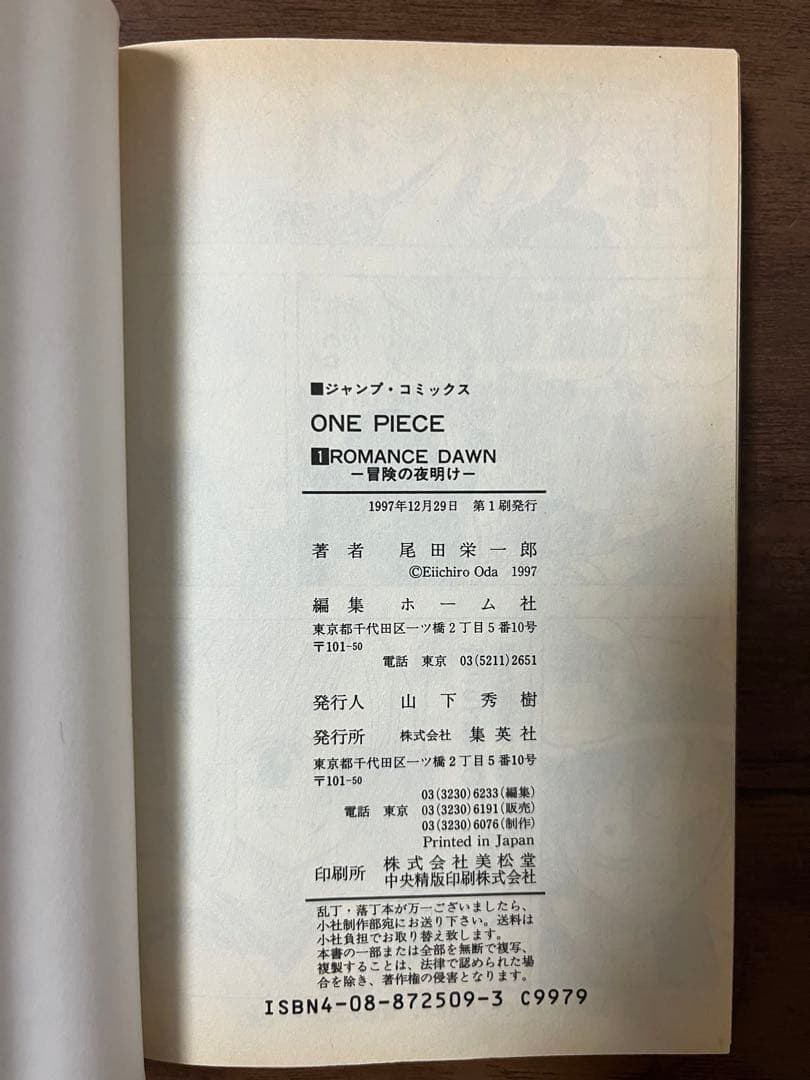 ■ジャンプ・コミックス
ONE PIECE
1 ROMANCE DAWN
—冒険の夜明け—
1997年12月29日 第1刷発行
著者 尾田栄一郎
©Eiichiro Oda 1997
編集 ホーム社
東京都千代田区一ツ橋2丁目5番10号
〒101-50
電話 東京 03(5211)2651
発行人 山下秀樹
発行所 株式会社 集英社
東京都千代田区一ツ橋2丁目5番10号
〒101-50
03(3230)6233(編集)
電話 東京 03(3230)6191(販売)
03(3230)6076(制作)
Printed in Japan
印刷所 株式会社美松堂
中央精版印刷株式会社
乱丁・落丁本が万一ございましたら、
小社制作部宛にお送り下さい。送料は
小社負担でお取り替え致します。
本書の一部または全部を無断で複写、
複製することは、法律で認められた場
合を除き、著作権の侵害となります。
ISBN4-08-872509-3 C9979